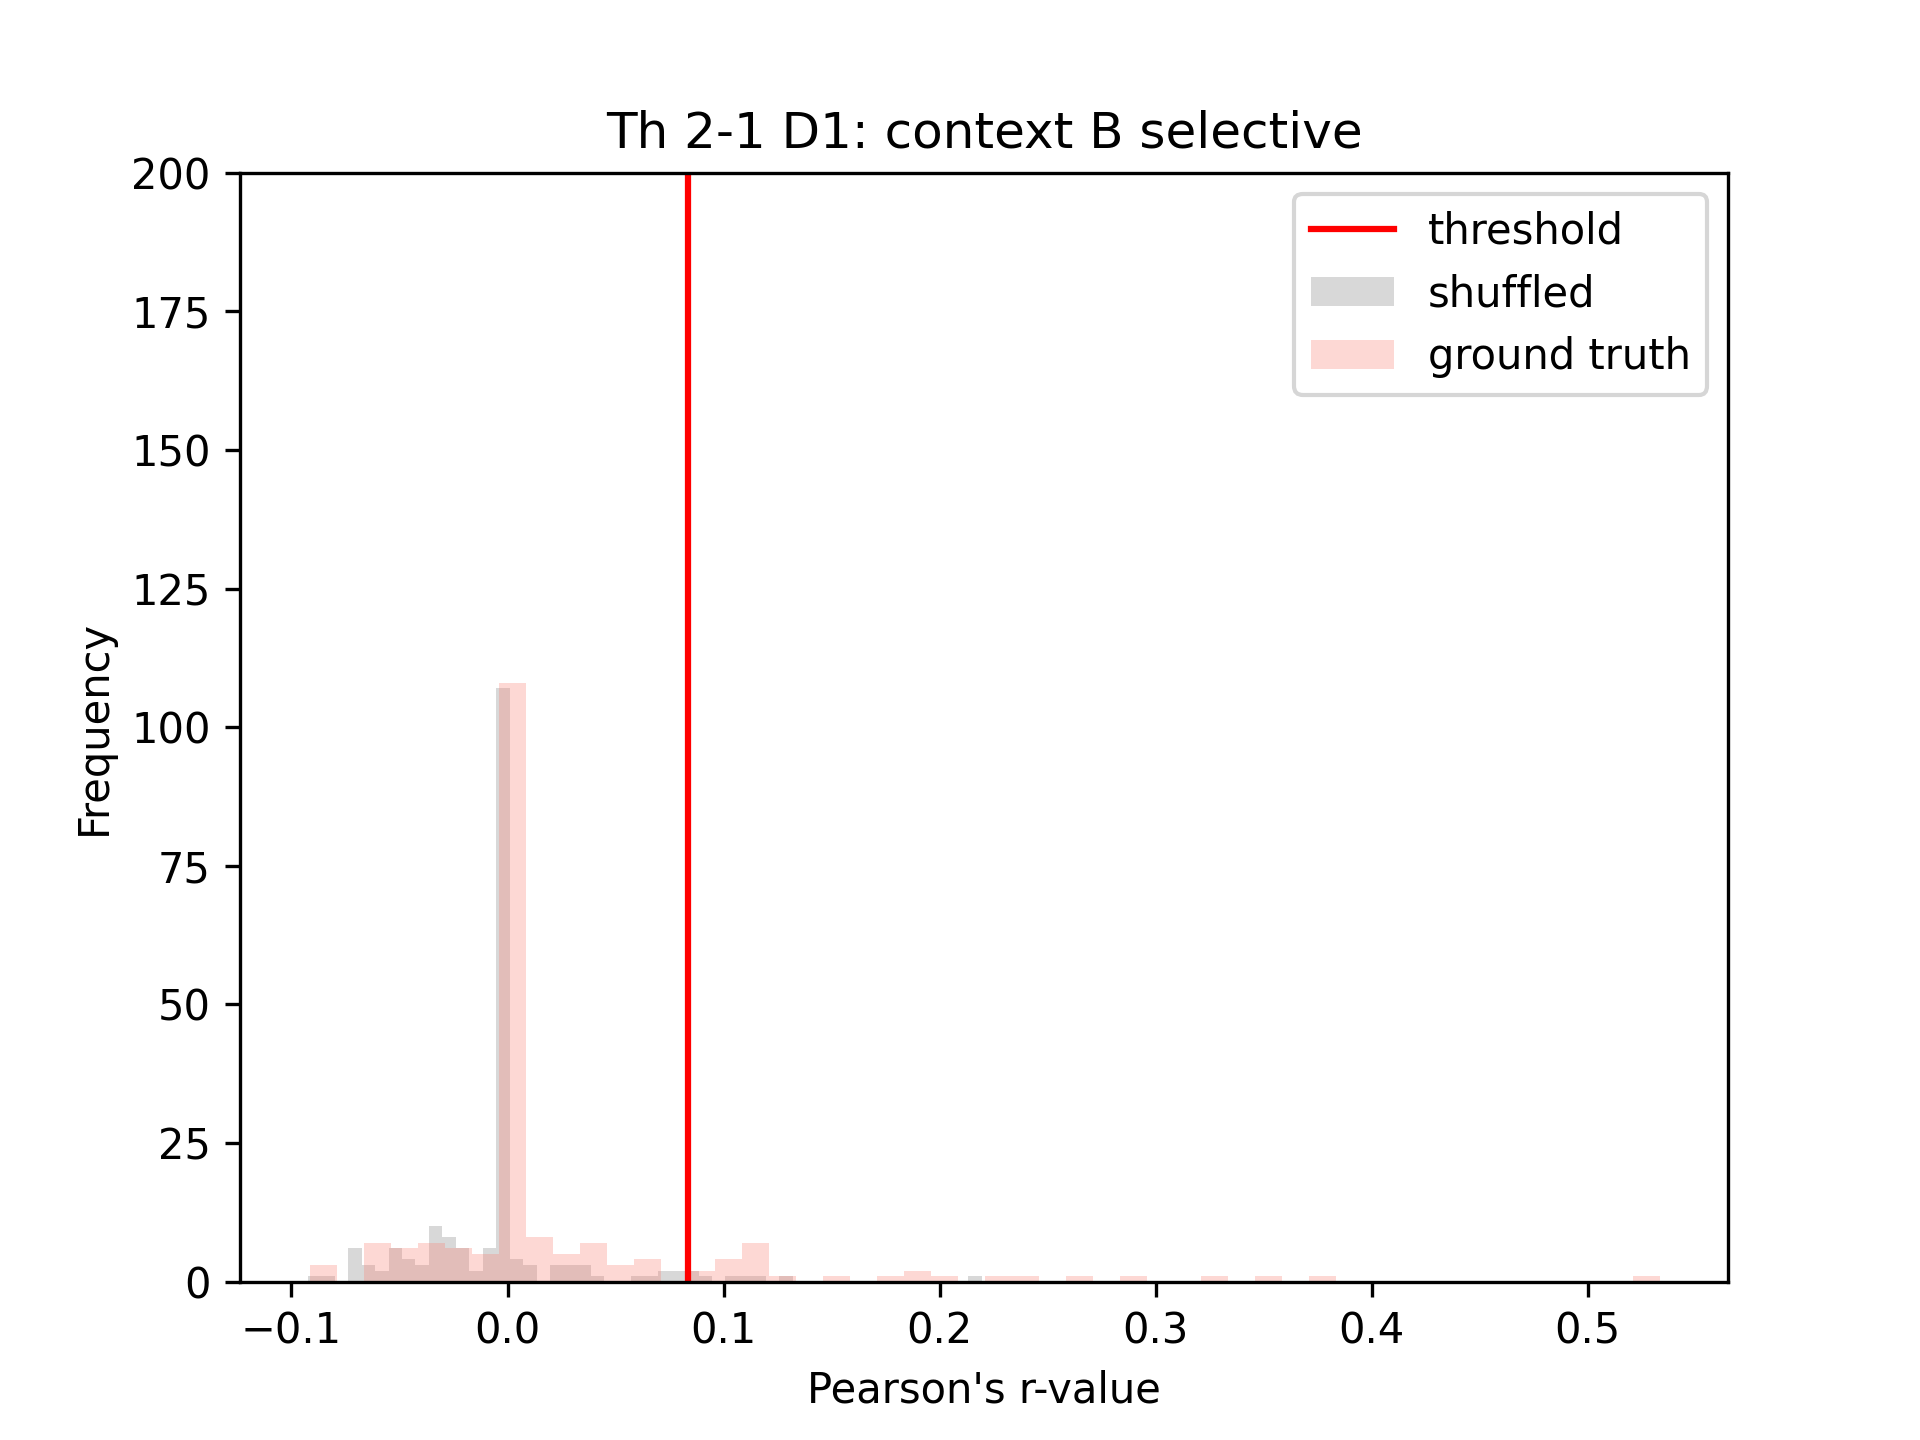 Th 2-1 D1: context B selective
200
175
150
125
100
75
50
25
0
Frequency
threshold
shuffled
ground truth
−0.1 0.0 0.1 0.2 0.3 0.4 0.5
Pearson's r-value